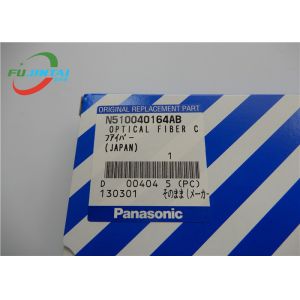 FUJINTAI
ORIGINAL REPLACEMENT PART
N510040164AB
OPTICAL FIBER C
ファイバー
(JAPAN)
1
D 00404 5 (PC)
130301 そのまま(メーカー
Panasonic